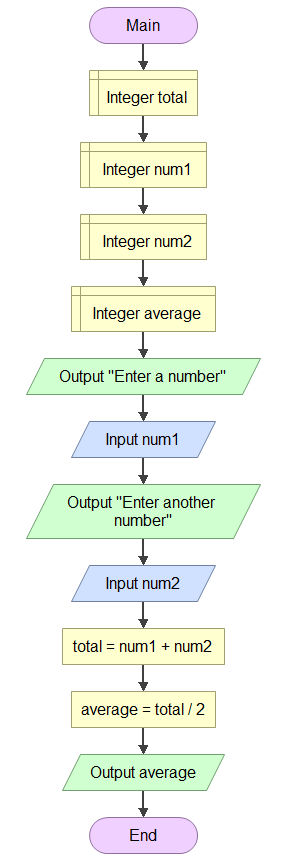 Main
Integer total
Integer num1
Integer num2
Integer average
Output "Enter a number"
Input num1
Output "Enter another
number"
Input num2
total = num1 + num2
average = total / 2
Output average
End